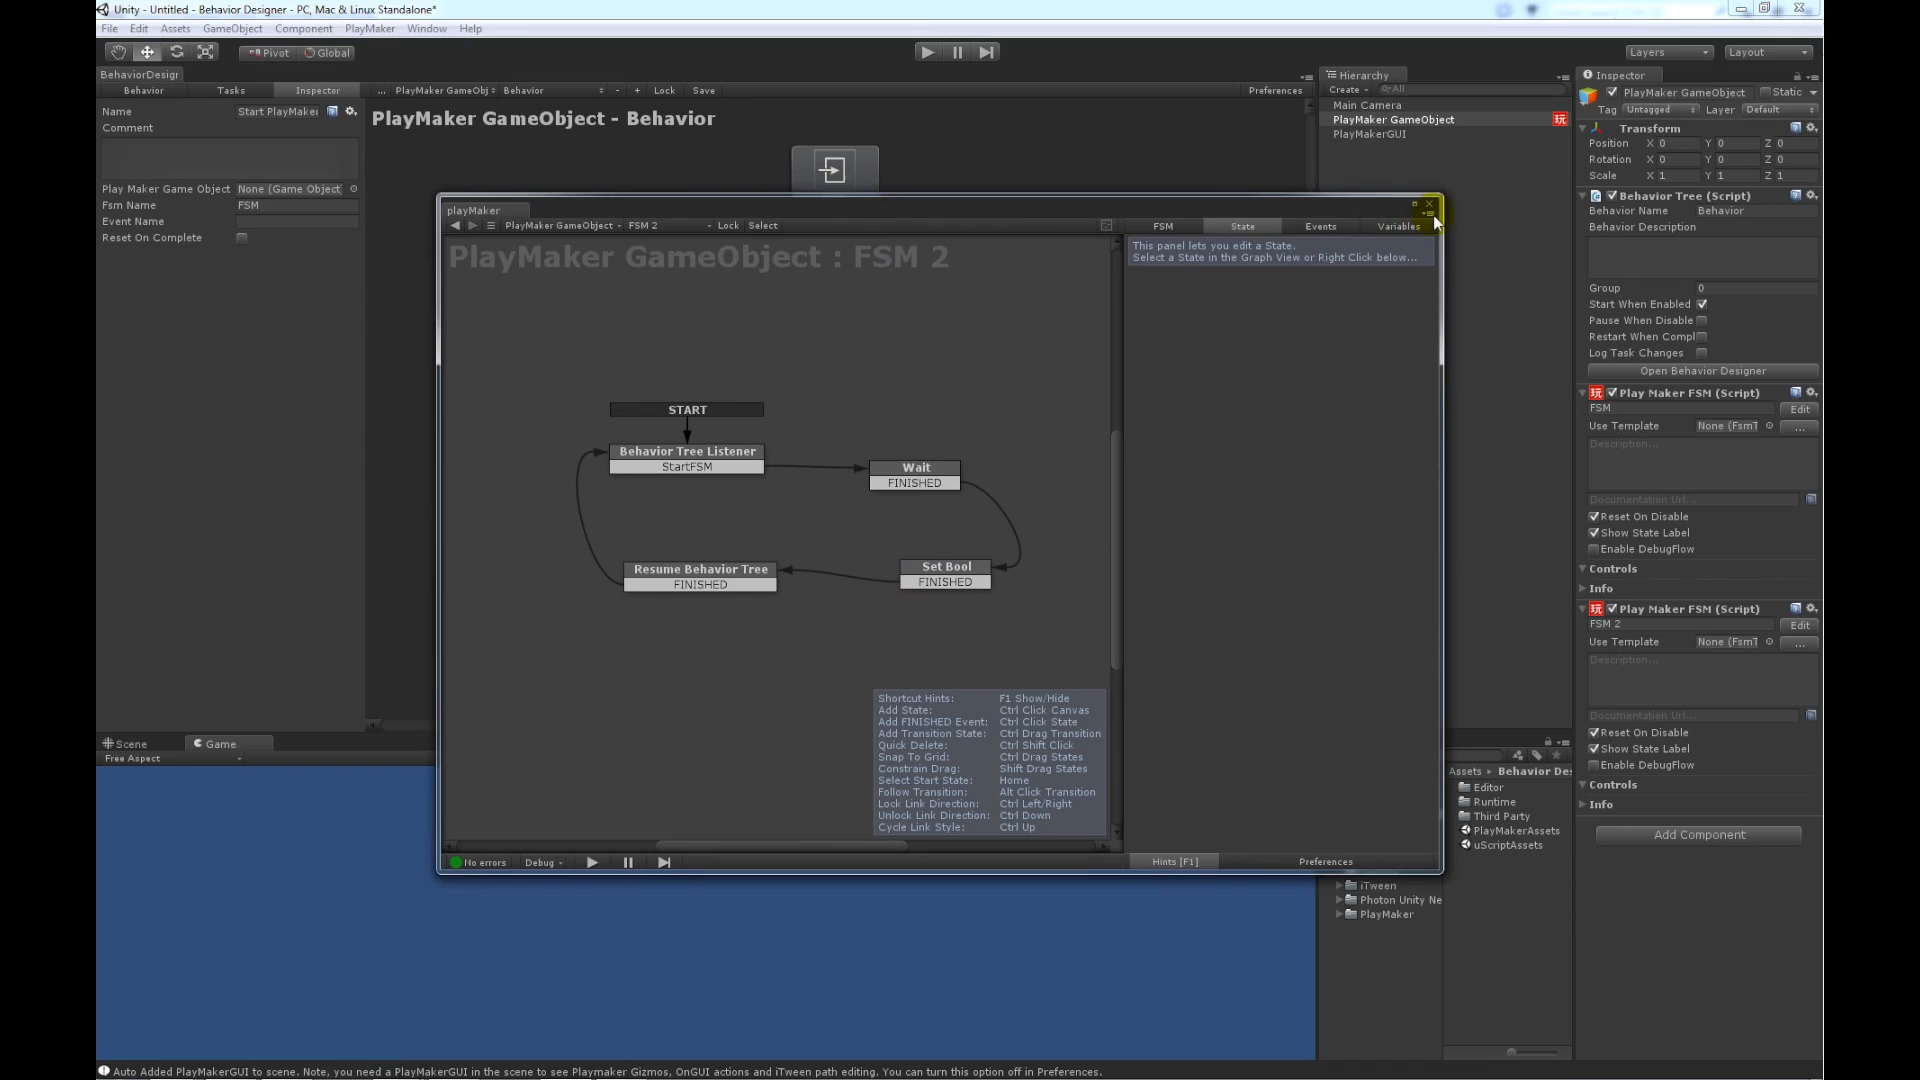 Unity - Untitled - Behavior Designer - PC, Mac & Linux Standalone*
File Edit Assets GameObject Component PlayMaker Window Help
Pivot Global
Layers Layout
BehaviorDesigr
Behavior Tasks Inspector
... PlayMaker GameObj Behavior - + Lock Save Preferences
Name Start PlayMaker
Comment
Play Maker Game Object None (Game Object
Fsm Name FSM
Event Name
Reset On Complete
PlayMaker GameObject - Behavior
playMaker
PlayMaker GameObject FSM 2 Lock Select
FSM State Events Variables
PlayMaker GameObject : FSM 2
This panel lets you edit a State.
Select a State in the Graph View or Right Click below...
START
Behavior Tree Listener
StartFSM
Wait
FINISHED
Set Bool
FINISHED
Resume Behavior Tree
FINISHED
Shortcut Hints: F1 Show/Hide
Add State: Ctrl Click Canvas
Add FINISHED Event: Ctrl Click State
Add Transition State: Ctrl Drag Transition
Quick Delete: Ctrl Shift Click
Snap To Grid: Ctrl Drag States
Constrain Drag: Shift Drag States
Select Start State: Home
Follow Transition: Alt Click Transition
Lock Link Direction: Ctrl Left/Right
Unlock Link Direction: Ctrl Down
Cycle Link Style: Ctrl Up
No errors Debug
Hints [F1] Preferences
Scene Game
Free Aspect
Hierarchy
Create All
Main Camera
PlayMaker GameObject 玩
PlayMakerGUI
Assets Behavior De
Editor
Runtime
Third Party
PlayMakerAssets
uScriptAssets
iTween
Photon Unity Ne
PlayMaker
Inspector
PlayMaker GameObject Static
Tag Untagged Layer Default
Transform
Position X 0 Y 0 Z 0
Rotation X 0 Y 0 Z 0
Scale X 1 Y 1 Z 1
Behavior Tree (Script)
Behavior Name Behavior
Behavior Description
Group 0
Start When Enabled
Pause When Disable
Restart When Compl
Log Task Changes
Open Behavior Designer
玩 Play Maker FSM (Script)
FSM Edit
Use Template None (FsmT ...
Description...
Documentation Url...
Reset On Disable
Show State Label
Enable DebugFlow
Controls
Info
玩 Play Maker FSM (Script)
FSM 2 Edit
Use Template None (FsmT ...
Description...
Documentation Url...
Reset On Disable
Show State Label
Enable DebugFlow
Controls
Info
Add Component
Auto Added PlayMakerGUI to scene. Note, you need a PlayMakerGUI in the scene to see Playmaker Gizmos, OnGUI actions and iTween path editing. You can turn this option off in Preferences.